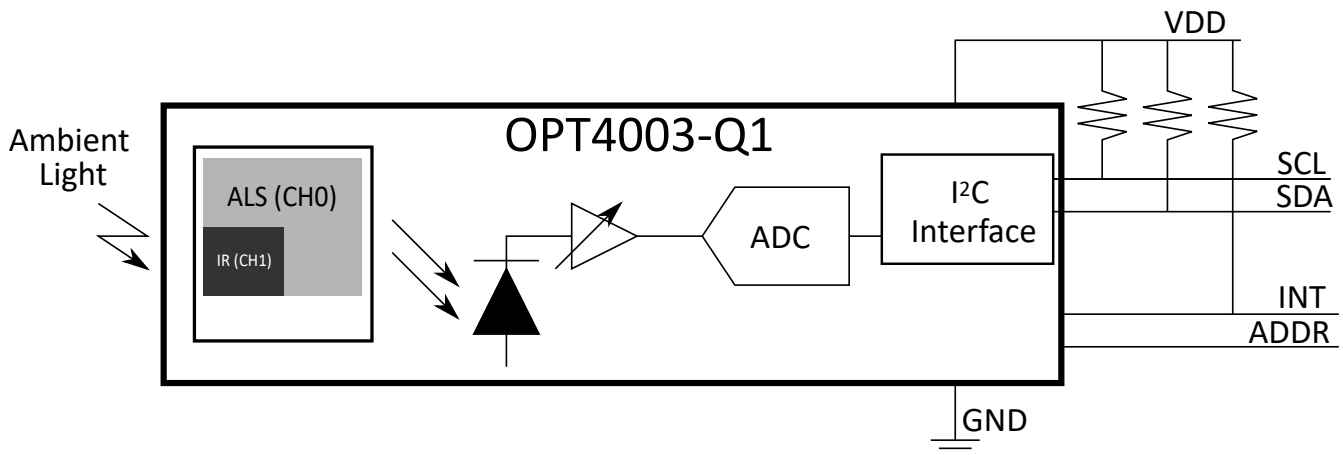 VDD
OPT4003-Q1
Ambient
Light
ALS (CH0)
IR (CH1)
ADC
I²C
Interface
SCL
SDA
INT
ADDR
GND